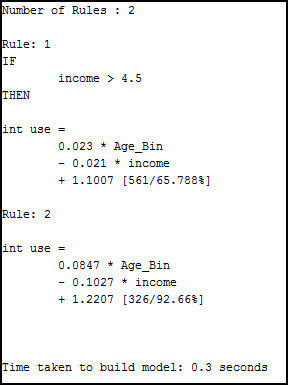 Number of Rules : 2
Rule: 1
IF
income > 4.5
THEN
int use =
0.023 * Age_Bin
- 0.021 * income
+ 1.1007 [561/65.788%]
Rule: 2
int use =
0.0847 * Age_Bin
- 0.1027 * income
+ 1.2207 [326/92.66%]
Time taken to build model: 0.3 seconds